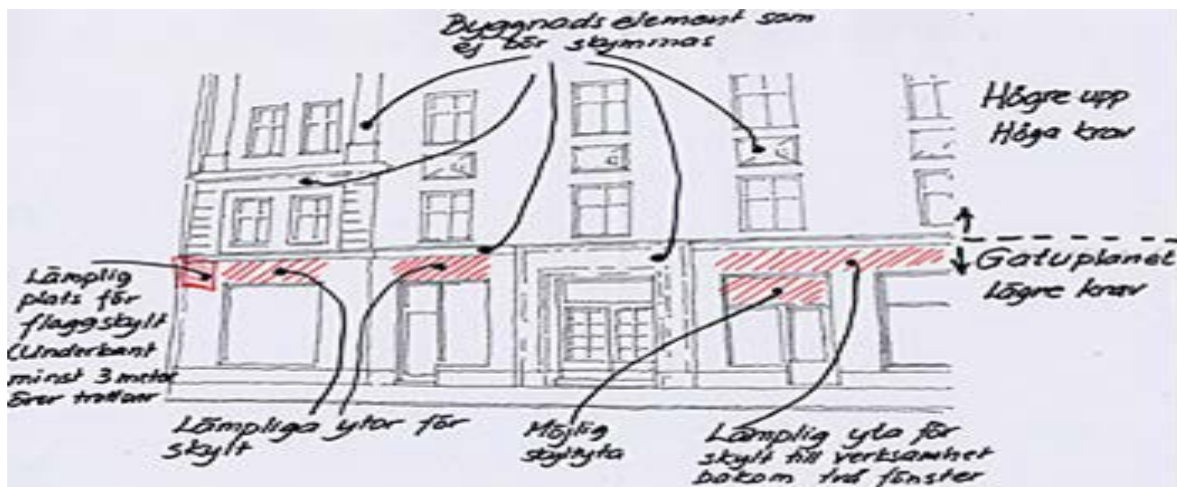 Byggnadselement som
ej bör skymmas
Högre upp
Höga krav
Gatuplanet
Lägre krav
Lämplig
plats för
flaggskylt
(Underkant
minst 3 meter
över trottoar
Lämpliga ytor för
skylt
Möjlig
skyltyta
Lämplig yta för
skylt till verksamhet
bakom två fönster